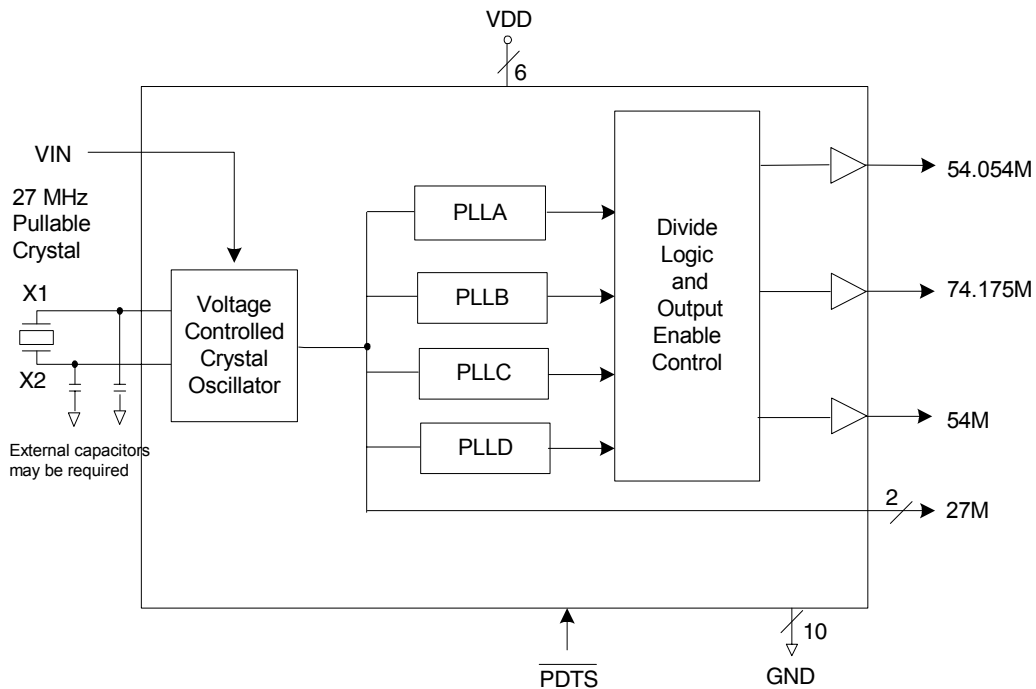 VDD
6
VIN
27 MHz
Pullable
Crystal
X1
X2
External capacitors
may be required
Voltage
Controlled
Crystal
Oscillator
PLLA
PLLB
PLLC
PLLD
Divide
Logic
and
Output
Enable
Control
54.054M
74.175M
54M
2
27M
PDTS
10
GND